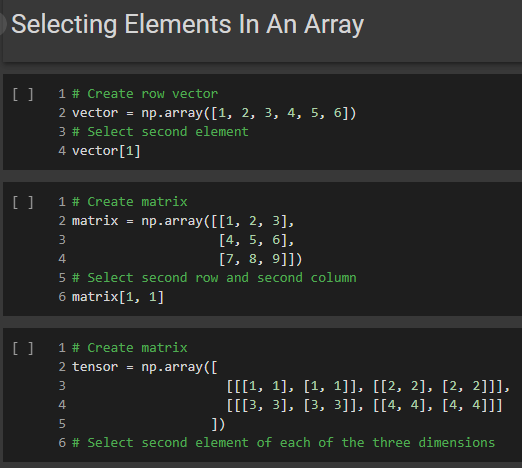 Selecting Elements In An Array
[ ] 1 # Create row vector
2 vector = np.array([1, 2, 3, 4, 5, 6])
3 # Select second element
4 vector[1]
[ ] 1 # Create matrix
2 matrix = np.array([[1, 2, 3],
3                   [4, 5, 6],
4                   [7, 8, 9]])
5 # Select second row and second column
6 matrix[1, 1]
[ ] 1 # Create matrix
2 tensor = np.array([
3                    [[[1, 1], [1, 1]], [[2, 2], [2, 2]]],
4                    [[[3, 3], [3, 3]], [[4, 4], [4, 4]]]
5                  ])
6 # Select second element of each of the three dimensions